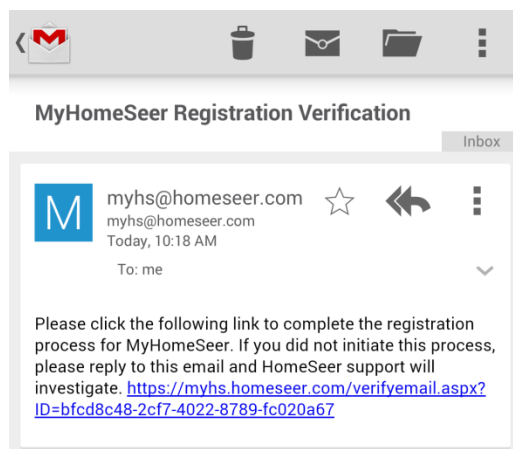 MyHomeSeer Registration Verification
Inbox
M
myhs@homeseer.com
myhs@homeseer.com
Today, 10:18 AM
To: me
Please click the following link to complete the registration
process for MyHomeSeer. If you did not initiate this process,
please reply to this email and HomeSeer support will
investigate. https://myhs.homeseer.com/verifyemail.aspx?
ID=bfcd8c48-2cf7-4022-8789-fc020a67